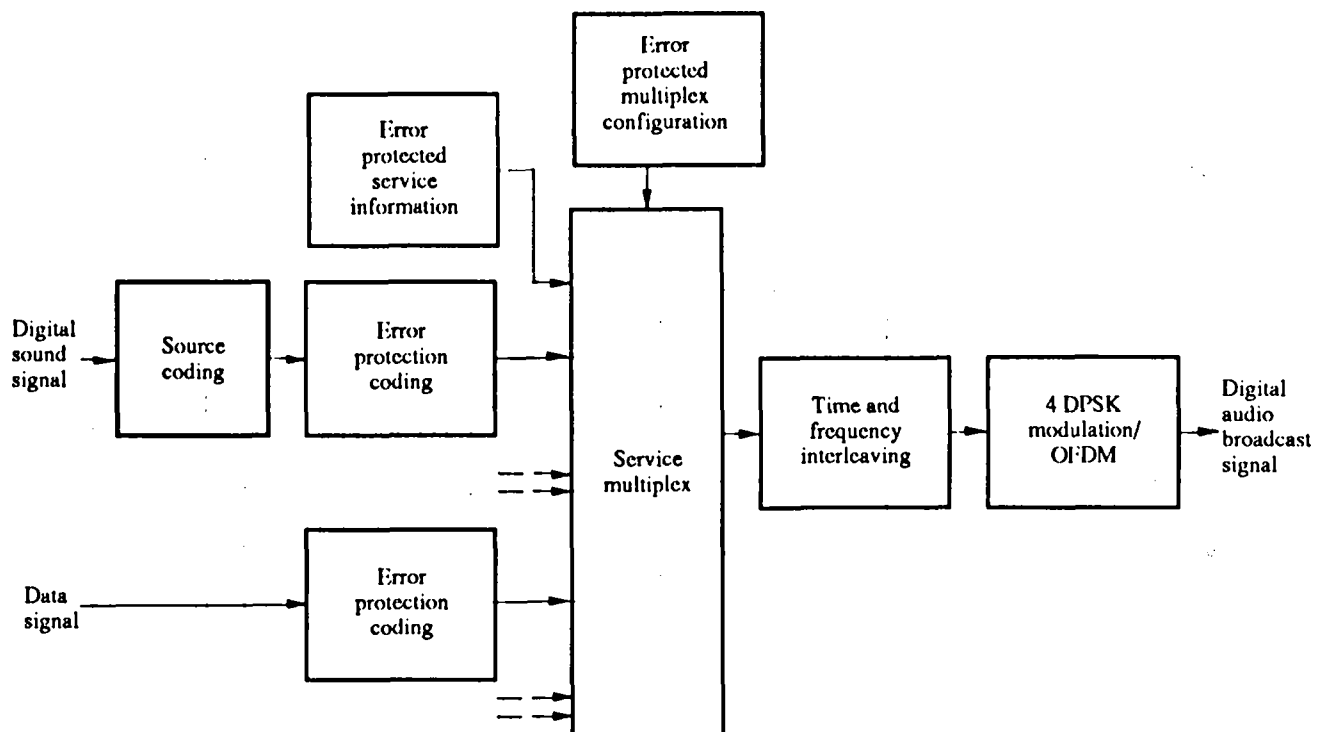 Error
protected
multiplex
configuration
Error
protected
service
information
Digital
sound
signal
Source
coding
Error
protection
coding
Service
multiplex
Time and
frequency
interleaving
4 DPSK
modulation/
OFDM
Digital
audio
broadcast
signal
Data
signal
Error
protection
coding